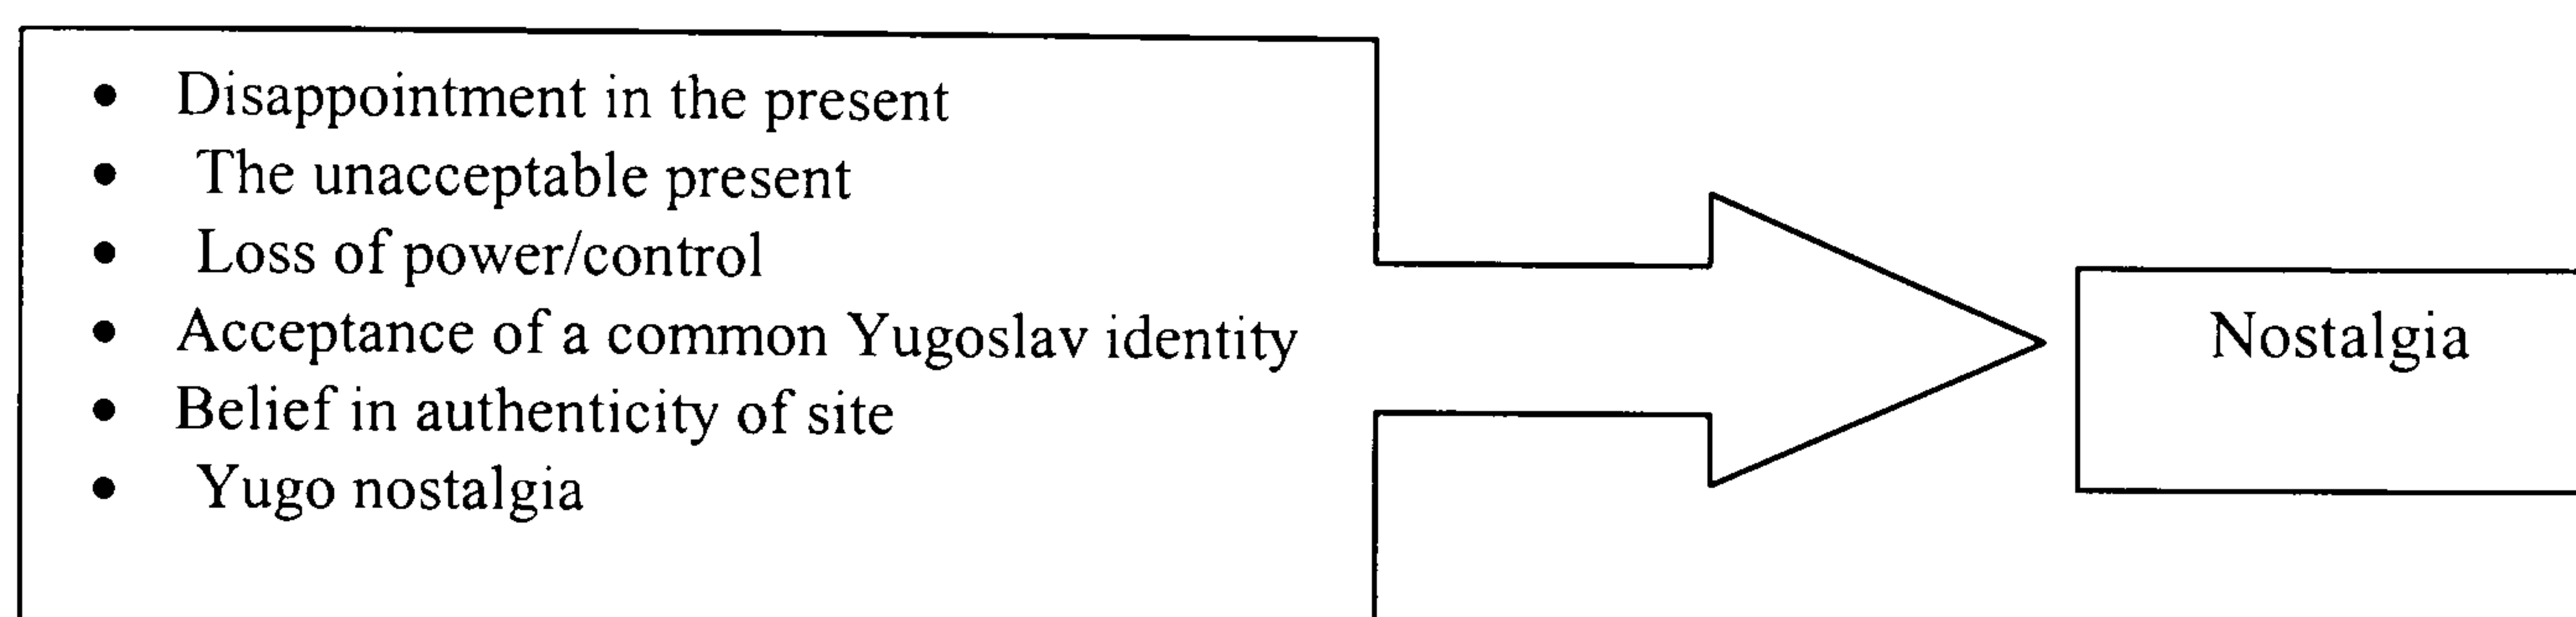 • Disappointment in the present
• The unacceptable present
• Loss of power/control
• Acceptance of a common Yugoslav identity
• Belief in authenticity of site
• Yugo nostalgia
Nostalgia